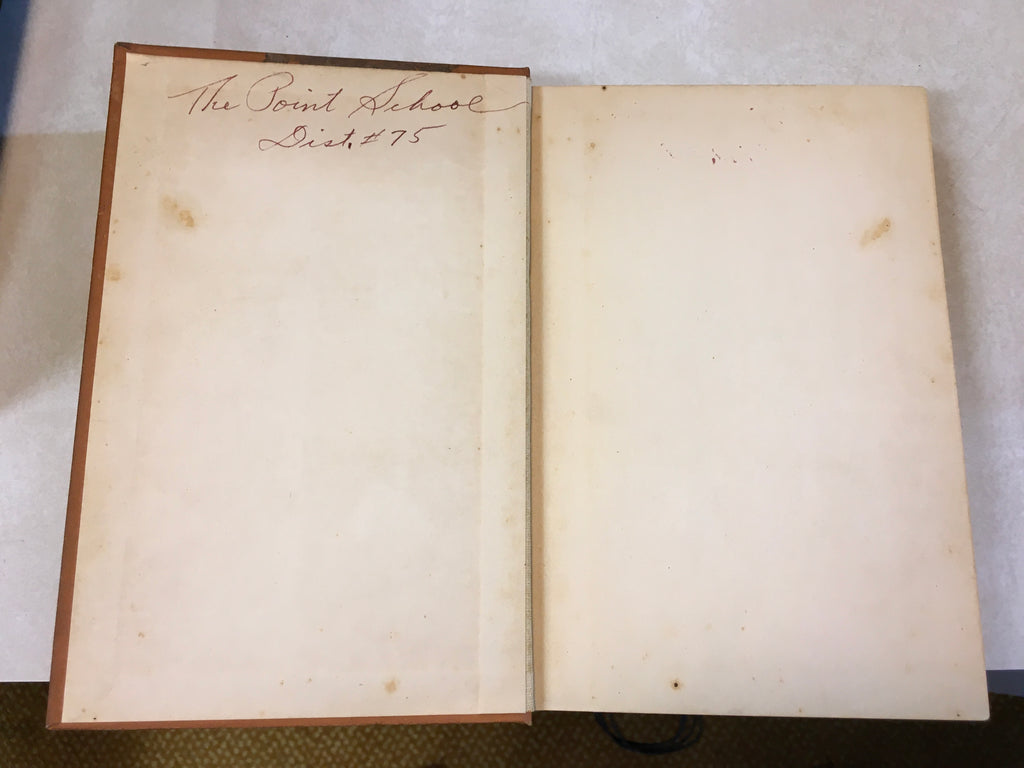 The Point School
Dist. #75